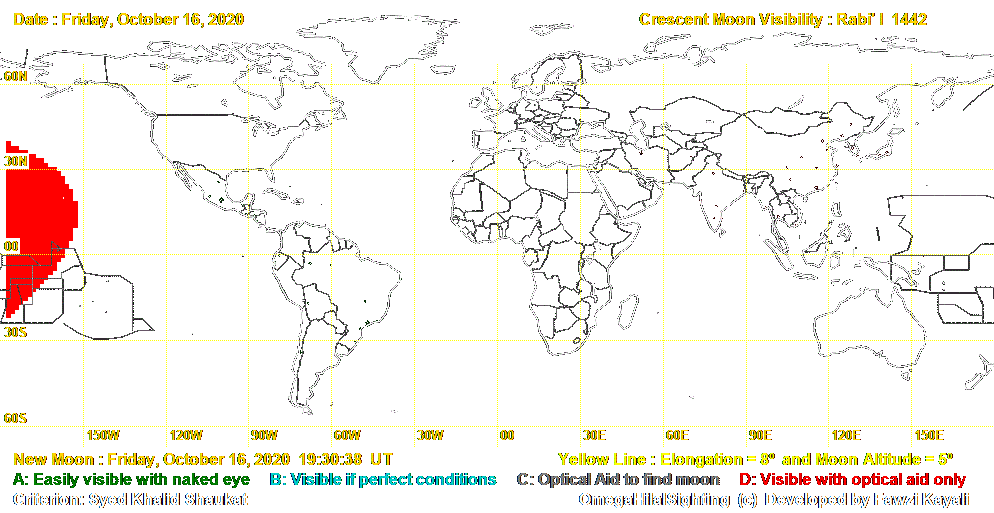 Date : Friday, October 16, 2020 Crescent Moon Visibility : Rabi' I 1442
60N
30N
00
30S
60S
150W 120W 90W 60W 30W 00 30E 60E 90E 120E 150E
New Moon : Friday, October 16, 2020 19:30:38 UT Yellow Line : Elongation = 8º and Moon Altitude = 5º
A: Easily visible with naked eye B: Visible if perfect conditions C: Optical Aid to find moon D: Visible with optical aid only
Criterion: Syed Khalid Shaukat OmegaHilalSighting (c) Developed by Fawzi Kayali